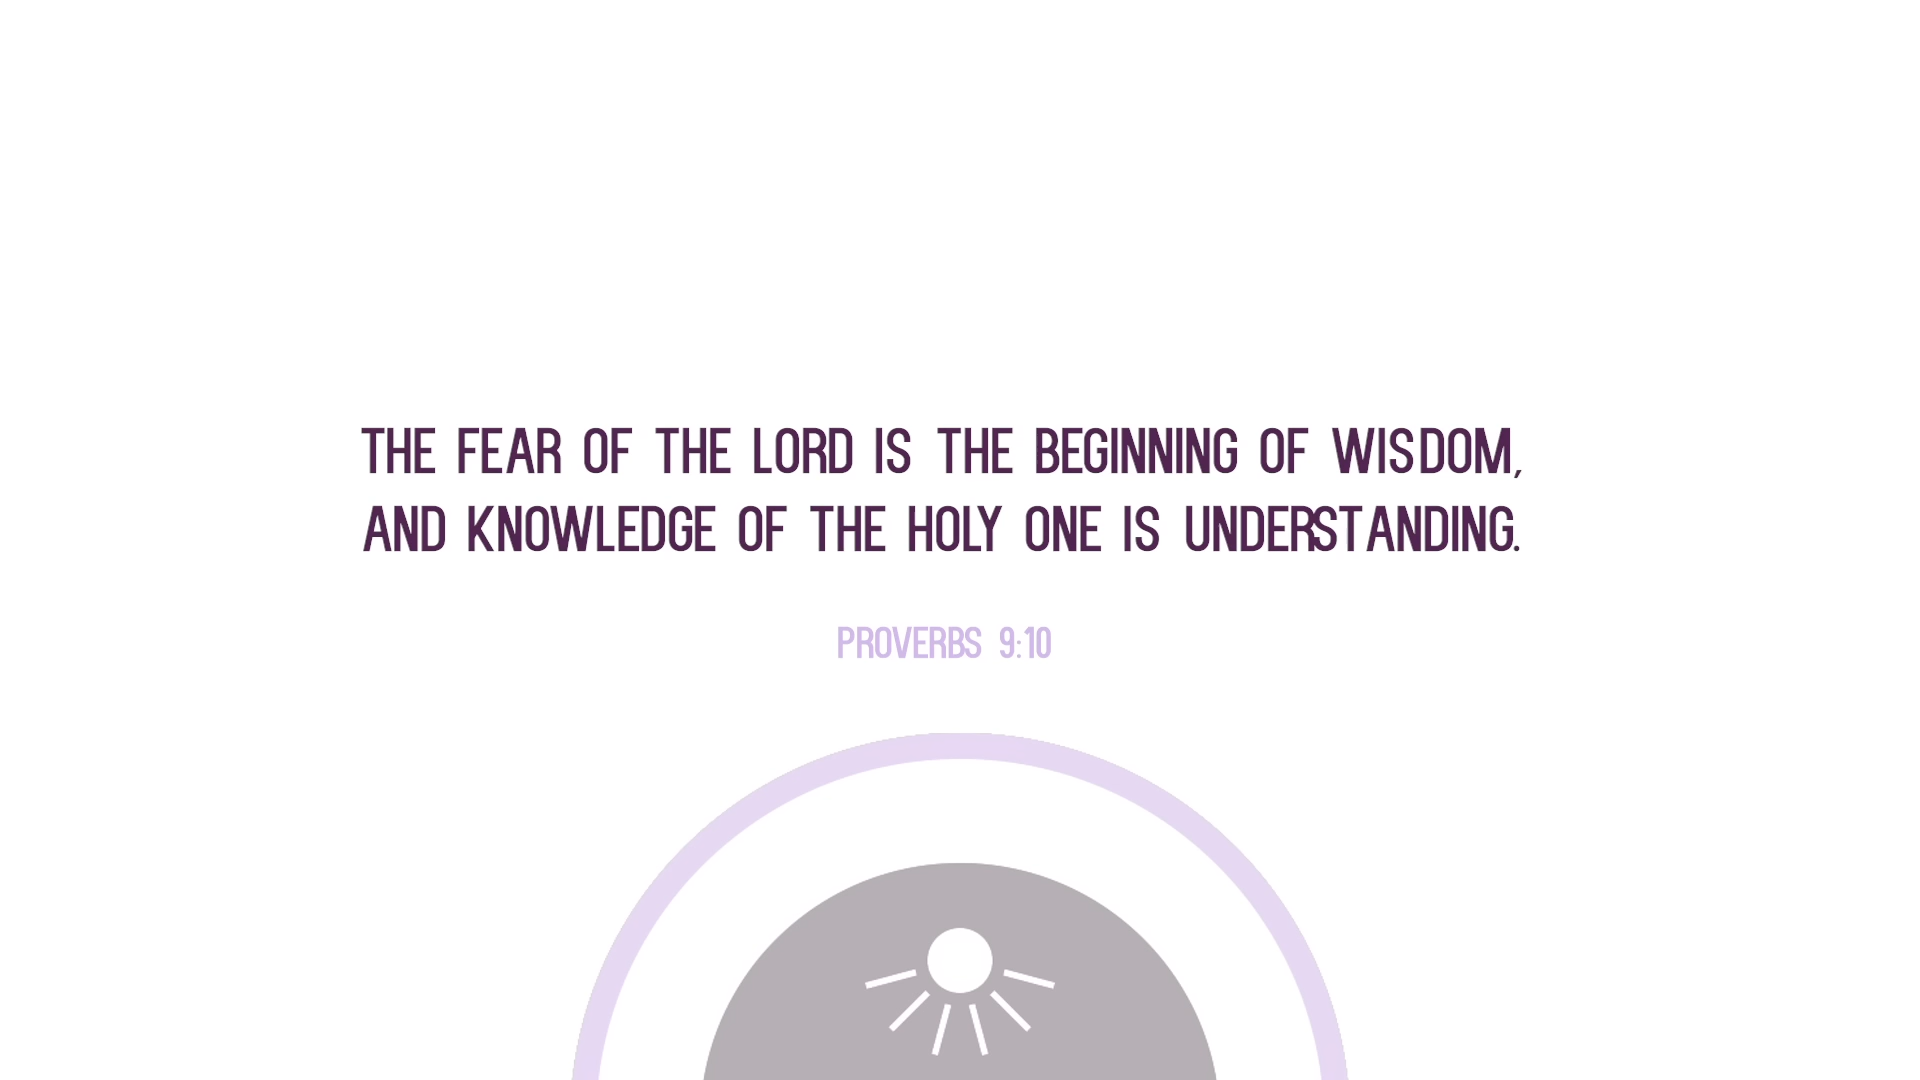 THE FEAR OF THE LORD IS THE BEGINNING OF WISDOM,
AND KNOWLEDGE OF THE HOLY ONE IS UNDERSTANDING.
PROVERBS 9:10